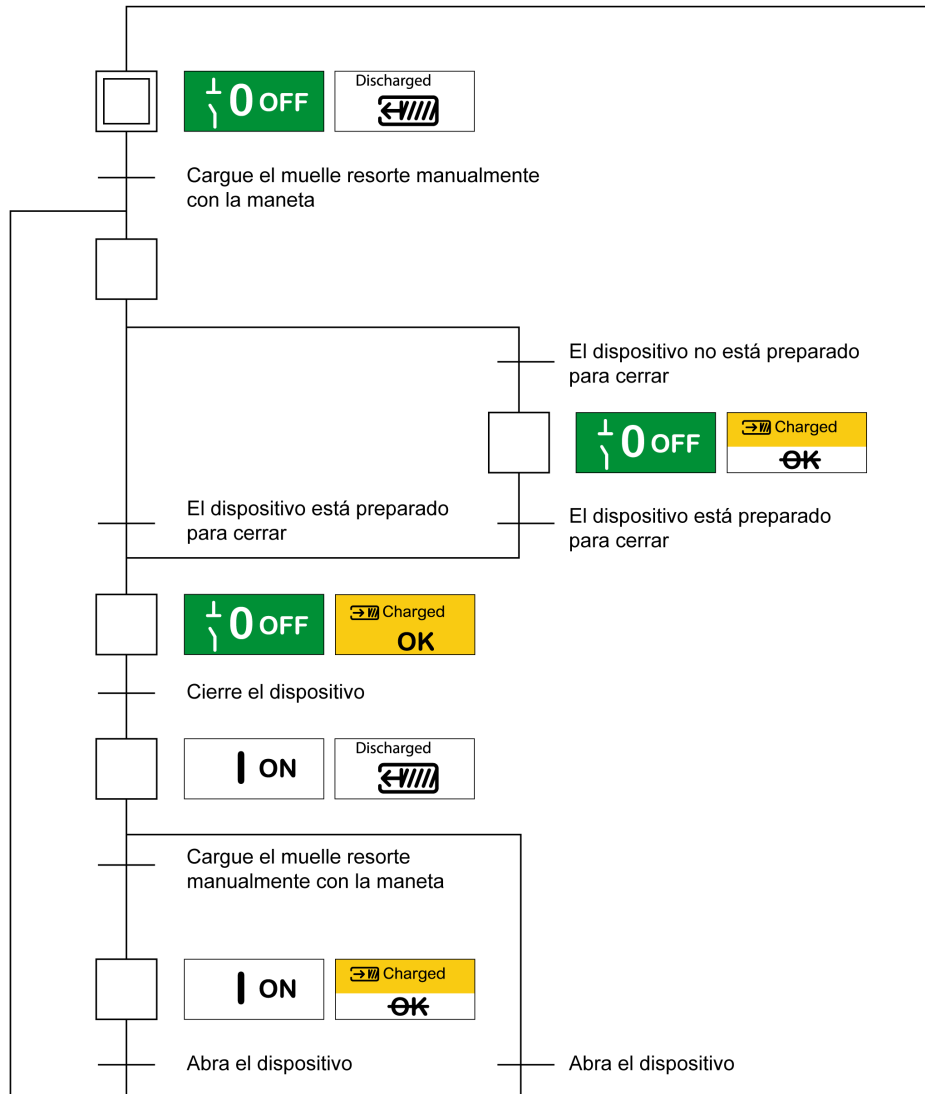 0 OFF
Discharged
Cargue el muelle resorte manualmente
con la maneta
El dispositivo no está preparado
para cerrar
0 OFF
Charged
OK
El dispositivo está preparado
para cerrar
El dispositivo está preparado
para cerrar
0 OFF
Charged
OK
Cierre el dispositivo
I ON
Discharged
Cargue el muelle resorte
manualmente con la maneta
I ON
Charged
OK
Abra el dispositivo
Abra el dispositivo